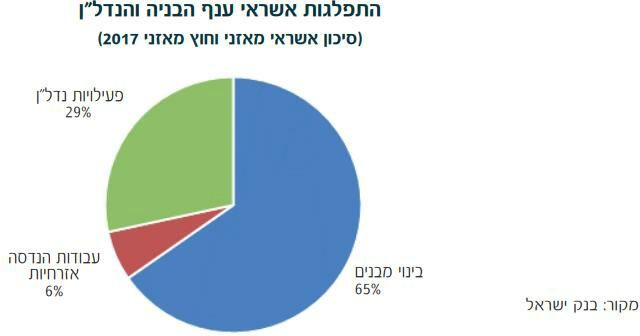 התפלגות אשראי ענף הבניה והנדל"ן
(סיכון אשראי מאזני וחוץ מאזני 2017)
פעילויות נדל"ן
29%
עבודות הנדסה
אזרחיות
6%
בינוי מבנים
65%
מקור: בנק ישראל